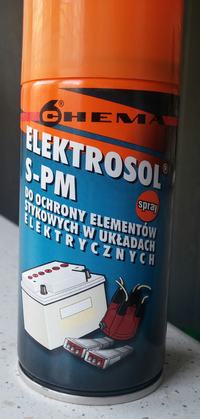 CHEMA
ELEKTROSOL®
S-PM
spray
DO OCHRONY ELEMENTÓW
STYKOWYCH W UKŁADACH
ELEKTRYCZNYCH